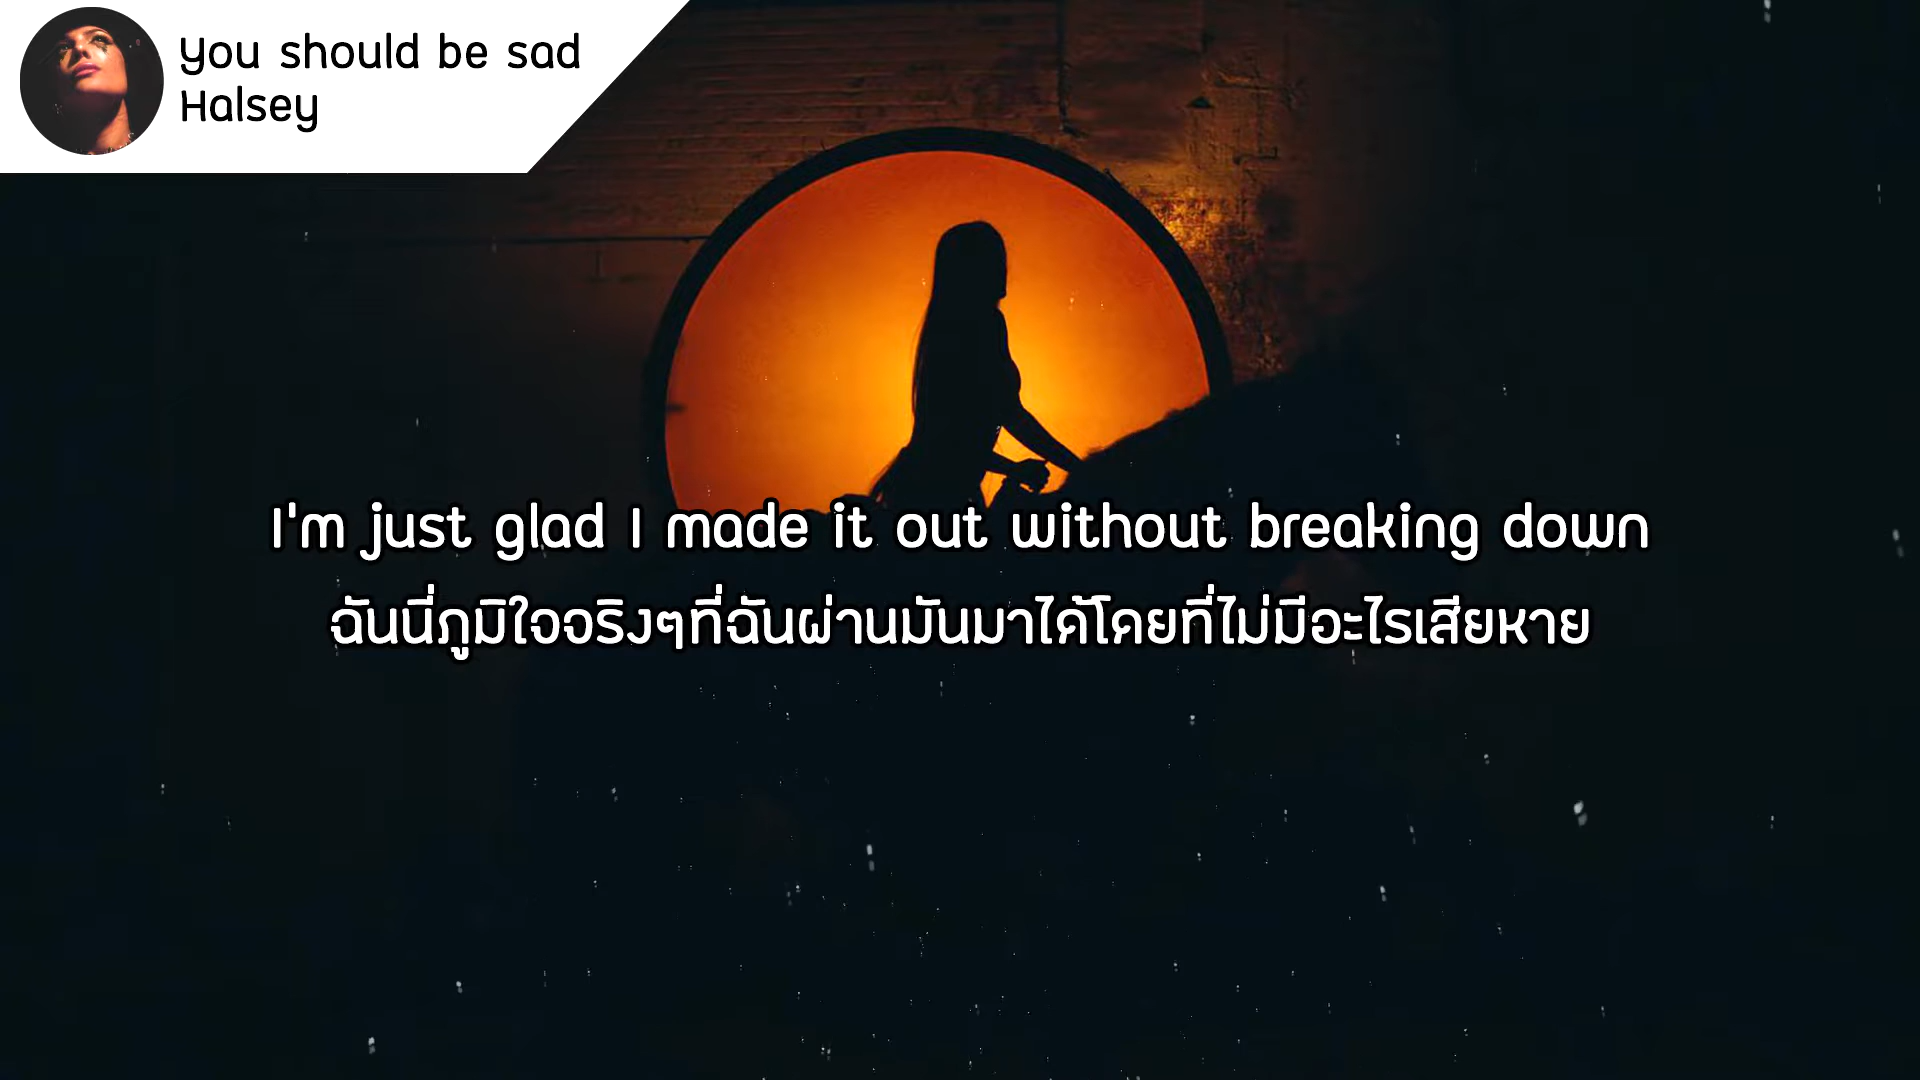 you should be sad
Halsey
I'm just glad I made it out without breaking down
ฉันนี่ภูมิใจจริงๆที่ฉันผ่านมันมาได้โดยที่ไม่มีอะไรเสียหาย